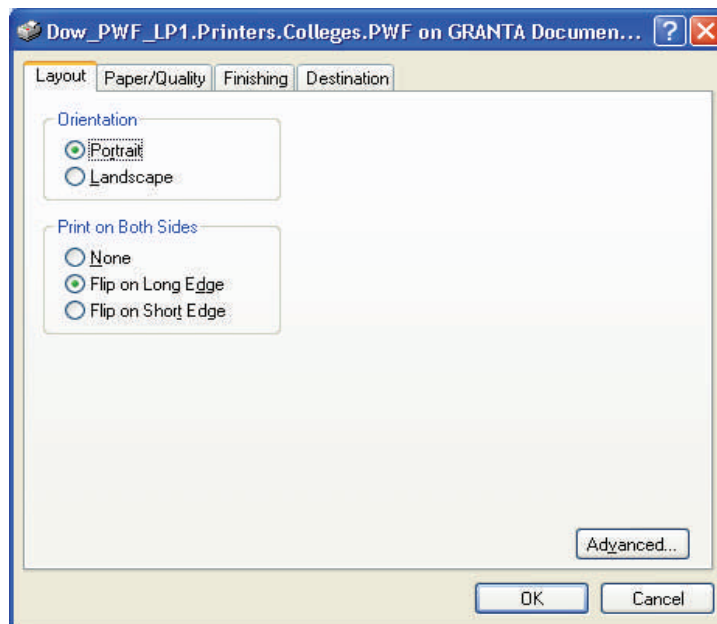 Dow_PWF_LP1.Printers.Colleges.PWF on GRANTA Documen... ?
Layout Paper/Quality Finishing Destination
Orientation
Portrait
Landscape
Print on Both Sides
None
Flip on Long Edge
Flip on Short Edge
Advanced...
OK Cancel